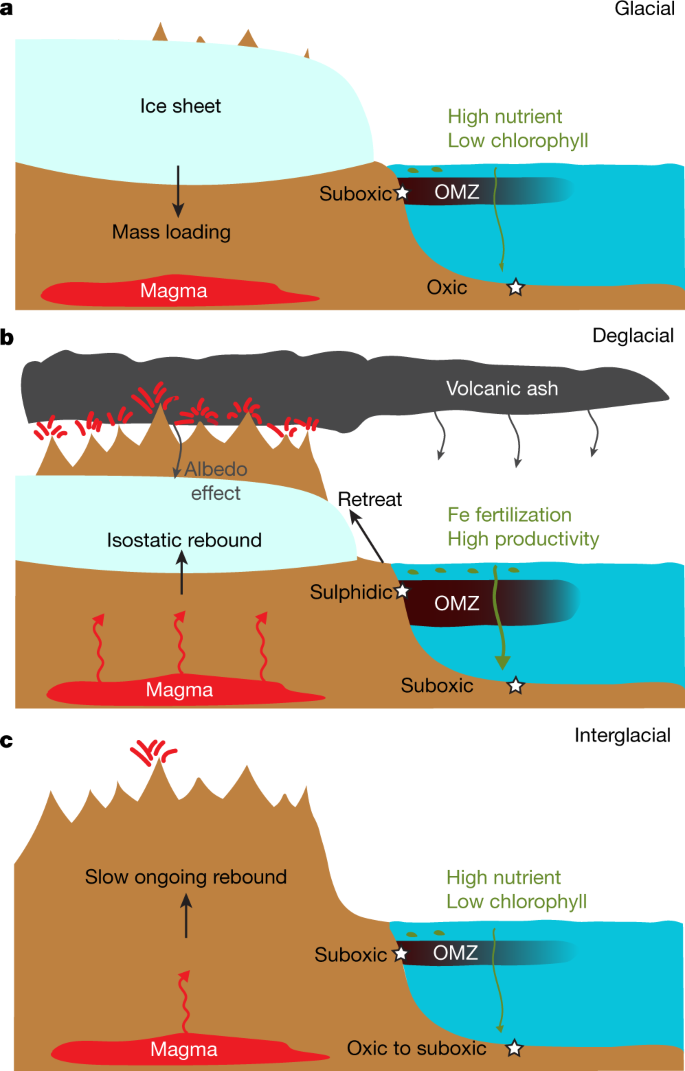 a
Glacial
Ice sheet
High nutrient
Low chlorophyll
Suboxic
OMZ
Mass loading
Magma
Oxic
b
Deglacial
Volcanic ash
Albedo
effect
Retreat
Fe fertilization
High productivity
Isostatic rebound
Sulphidic
OMZ
Magma
Suboxic
c
Interglacial
Slow ongoing rebound
High nutrient
Low chlorophyll
Suboxic
OMZ
Magma
Oxic to suboxic